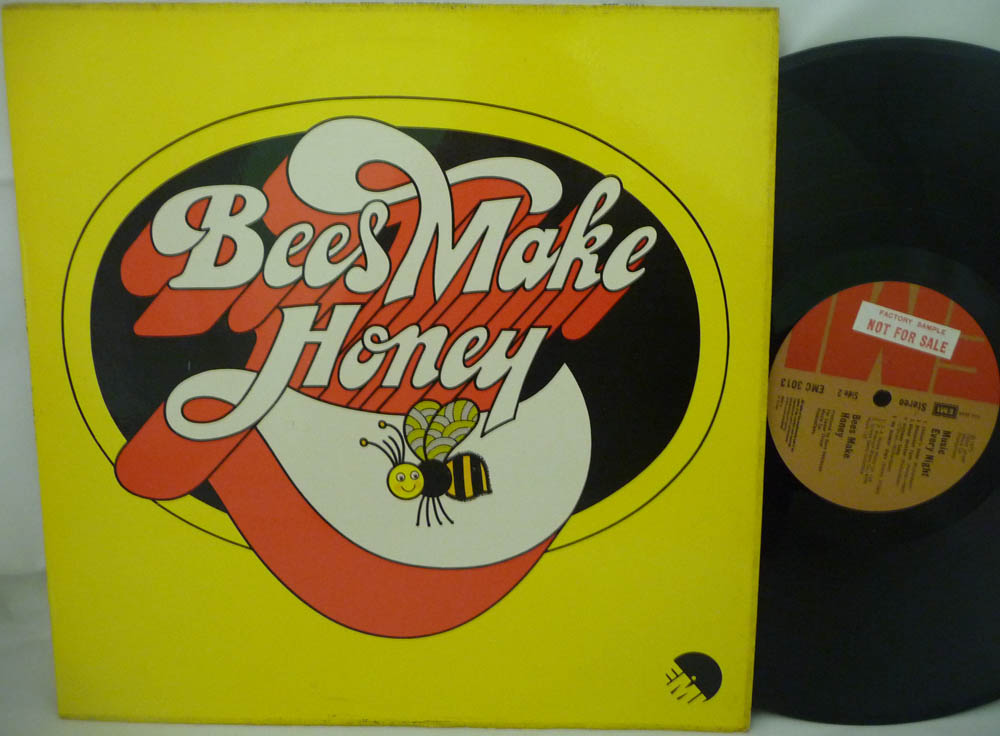 Bees Make
Honey
EMI
FACTORY SAMPLE
NOT FOR SALE
EMC 3013
Side 2
Stereo
EMI
Music
Every Night
Bees Make
Honey